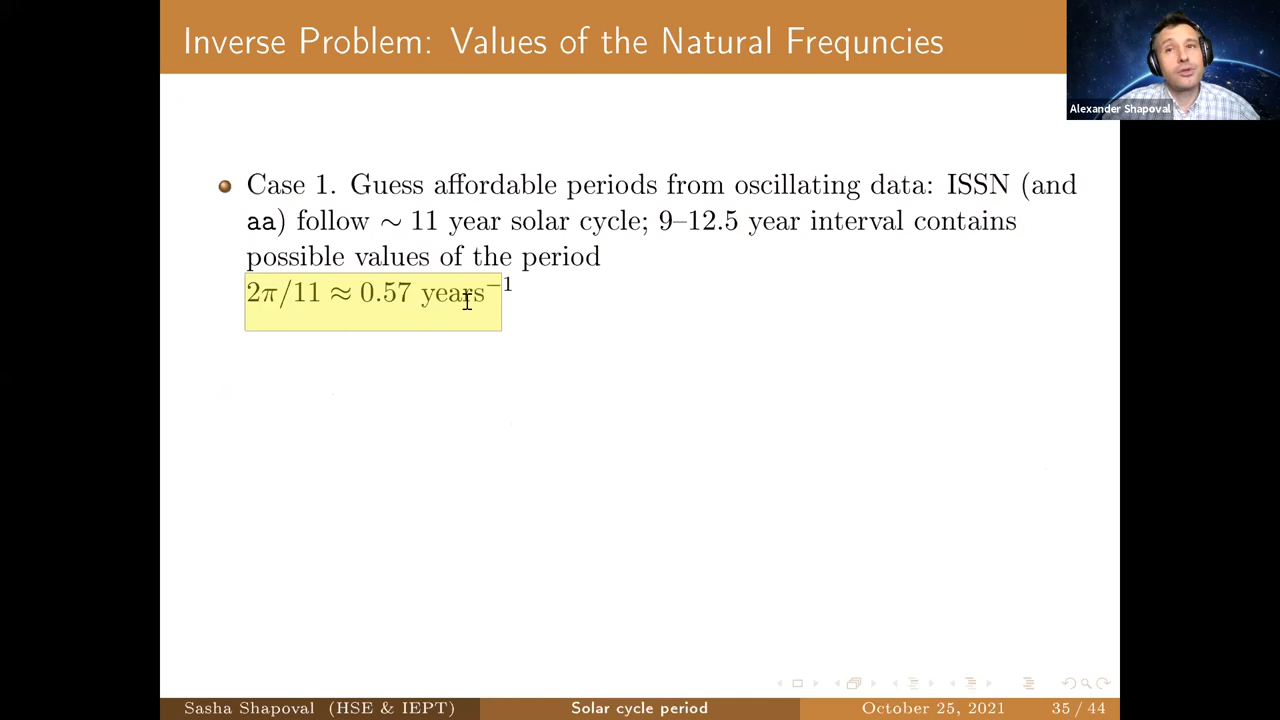 Inverse Problem: Values of the Natural Frequncies
Alexander Shapoval
Case 1. Guess affordable periods from oscillating data: ISSN (and
aa) follow ∼ 11 year solar cycle; 9–12.5 year interval contains
possible values of the period
2π/11 ≈ 0.57 years⁻¹
Sasha Shapoval (HSE & IEPT) Solar cycle period October 25, 2021 35 / 44